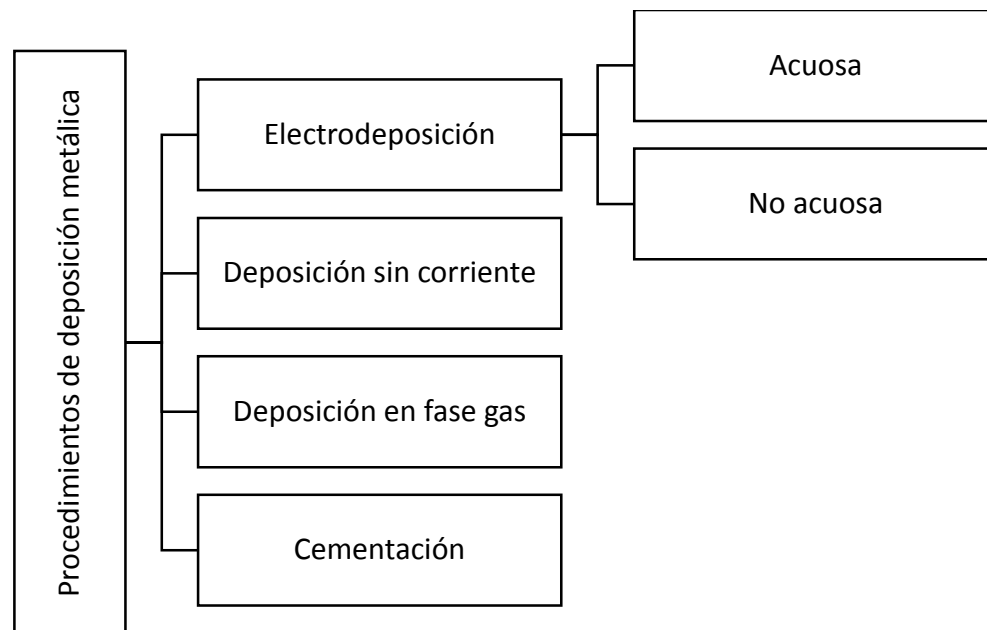 Procedimientos de deposición metálica
Electrodeposición
Acuosa
No acuosa
Deposición sin corriente
Deposición en fase gas
Cementación